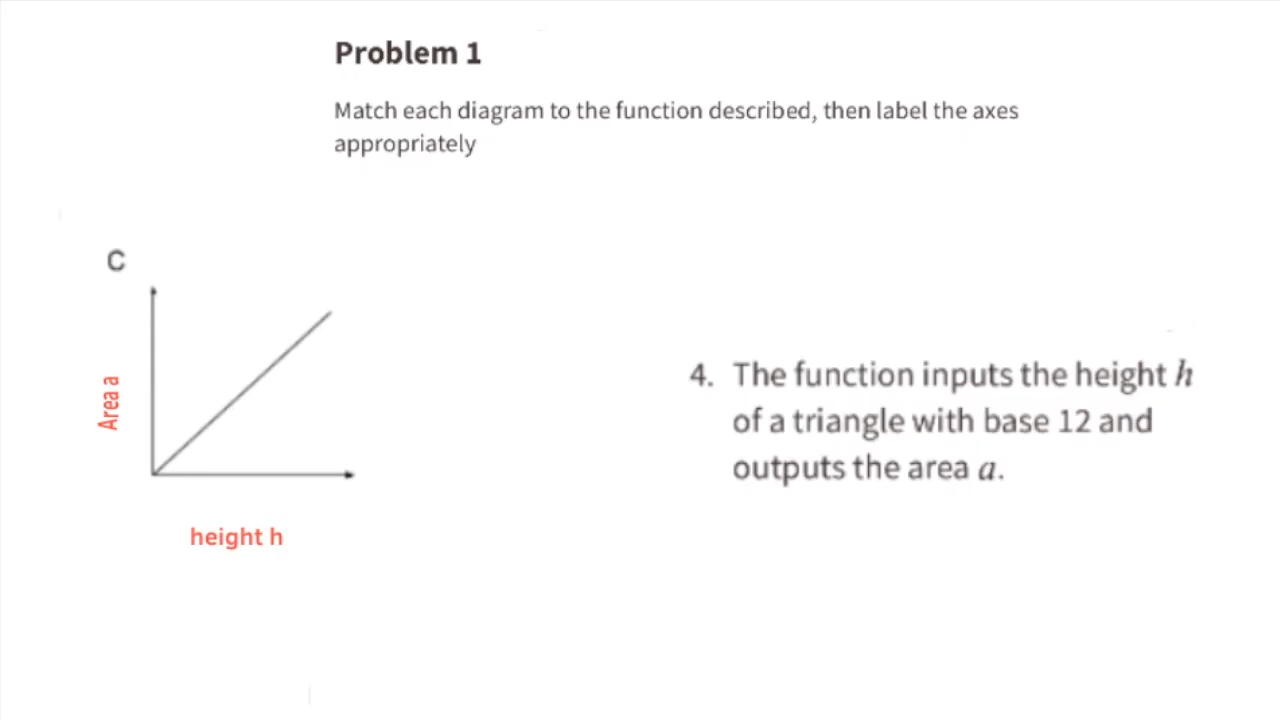 Problem 1
Match each diagram to the function described, then label the axes
appropriately
C
Area a
height h
4. The function inputs the height h
of a triangle with base 12 and
outputs the area a.